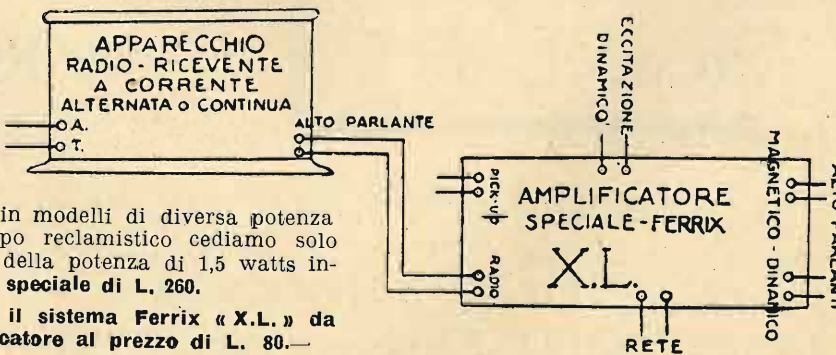 APPARECCHIO
RADIO - RICEVENTE
A CORRENTE
ALTERNATA o CONTINUA
A.
T.
ALTO PARLANTE
ECCITAZIONE
DINAMICO
PICK-UP
RADIO
AMPLIFICATORE
SPECIALE - FERRIX
X.L.
MAGNETICO - DINAMICO
RETE
in modelli di diversa potenza
reclamistico cediamo solo
della potenza di 1,5 watts in-
speciale di L. 260.
il sistema Ferrix « X.L. » da
al prezzo di L. 80.—